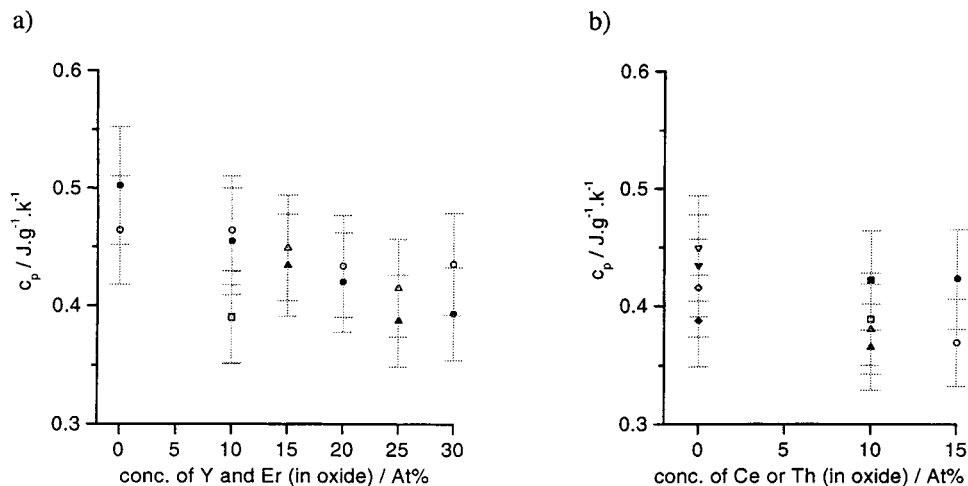 a)
b)
0.6
0.5
0.4
0.3
c_p / J.g⁻¹.k⁻¹
0 5 10 15 20 25 30
conc. of Y and Er (in oxide) / At%
0.6
0.5
0.4
0.3
c_p / J.g⁻¹.k⁻¹
0 5 10 15
conc. of Ce or Th (in oxide) / At%